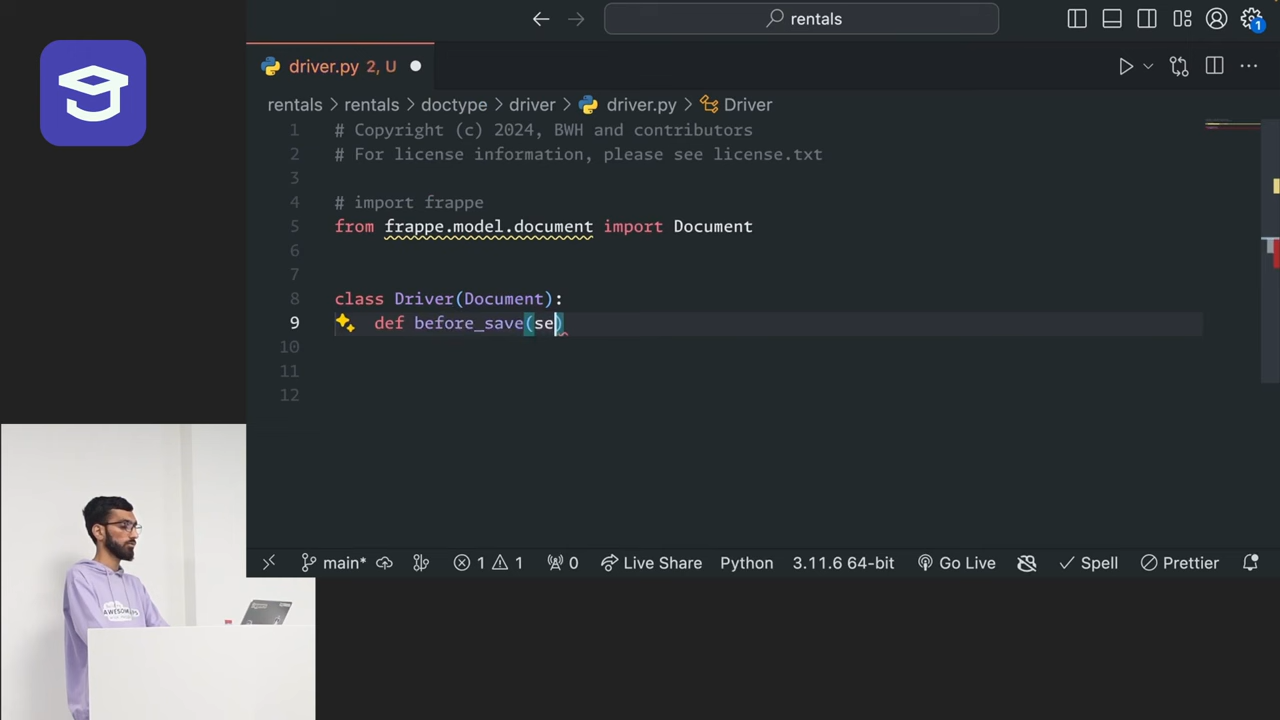 rentals
1
driver.py 2, U
rentals > rentals > doctype > driver > driver.py > Driver
1 # Copyright (c) 2024, BWH and contributors
2 # For license information, please see license.txt
3
4 # import frappe
5 from frappe.model.document import Document
6
7
8 class Driver(Document):
9 def before_save(se)
10
11
12
main* 1 1 0 Live Share Python 3.11.6 64-bit Go Live Spell Prettier